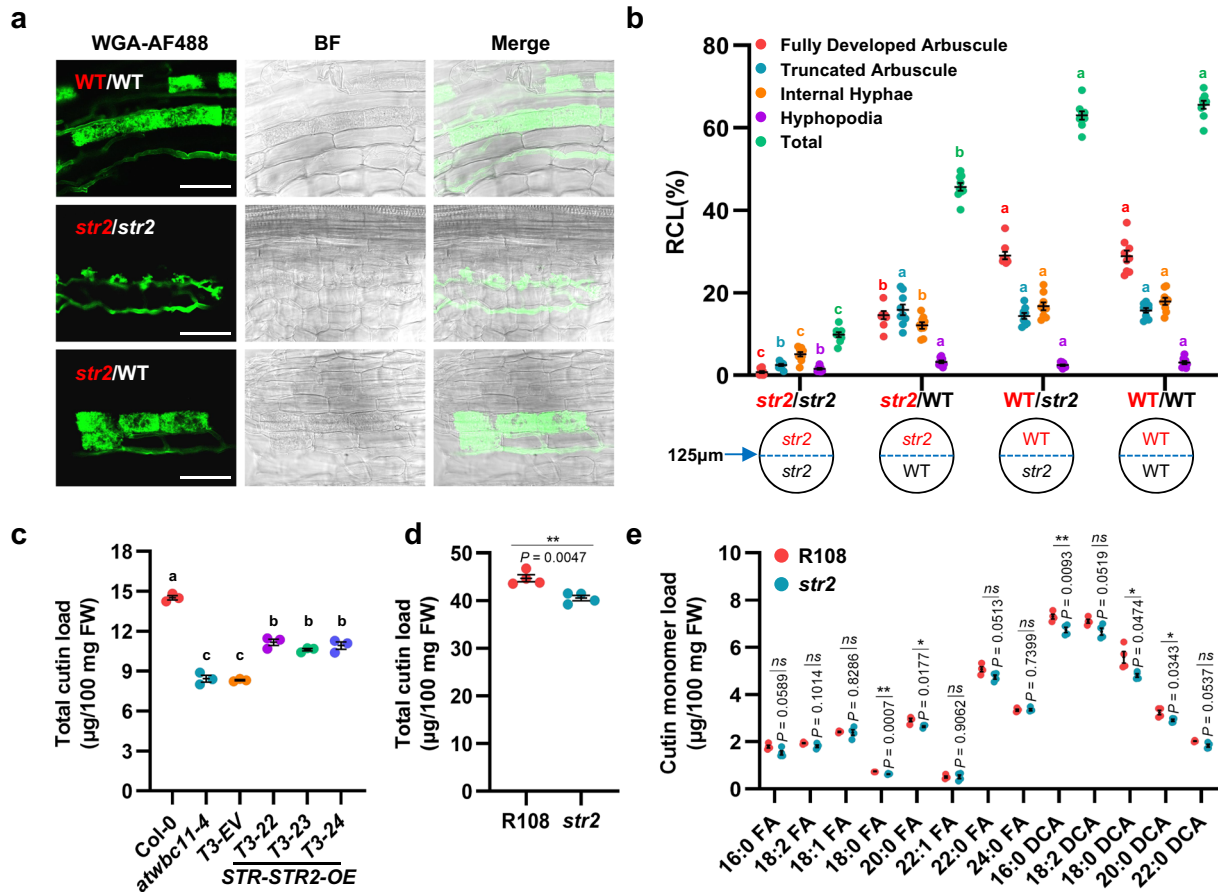 a
WGA-AF488
BF
Merge
WT/WT
str2/str2
str2/WT
b
Fully Developed Arbuscule
Truncated Arbuscule
Internal Hyphae
Hyphopodia
Total
RCL(%)
80
60
40
20
0
c b c b c
b a b a b
a a a a a
a a a a a
str2/str2
str2/WT
WT/str2
WT/WT
125µm
str2 str2 WT WT
str2 WT str2 WT
c
Total cutin load
(µg/100 mg FW)
18
15
12
9
6
3
0
a c c b b b
Col-0
atwbc11-4
T3-EV
T3-22
T3-23
T3-24
STR-STR2-OE
d
Total cutin load
(µg/100 mg FW)
50
40
30
20
10
0
**
P = 0.0047
R108 str2
e
Cutin monomer load
(µg/100 mg FW)
10
8
6
4
2
0
R108
str2
ns
P = 0.0589
ns
P = 0.1014
ns
P = 0.8286
**
P = 0.0007
*
P = 0.0177
ns
P = 0.9062
ns
P = 0.0513
ns
P = 0.7399
**
P = 0.0093
ns
P = 0.0519
*
P = 0.0474
*
P = 0.0343
ns
P = 0.0537
16:0 FA
18:2 FA
18:1 FA
18:0 FA
20:0 FA
22:1 FA
22:0 FA
24:0 FA
16:0 DCA
18:2 DCA
18:0 DCA
20:0 DCA
22:0 DCA